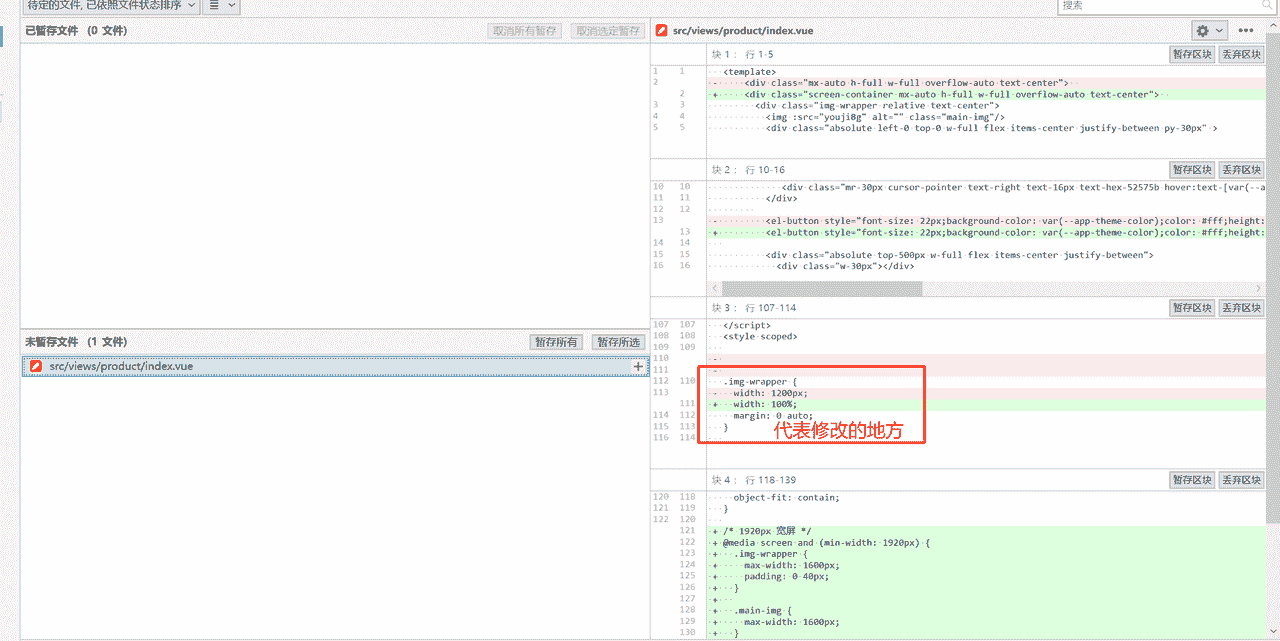 待定的文件, 已依照文件状态排序
搜索
已暂存文件 (0 文件)
取消所有暂存
取消选定暂存
src/views/product/index.vue
块 1： 行 1-5
暂存区块
丢弃区块
1 1 <template>
2 - <div class="mx-auto h-full w-full overflow-auto text-center">
2 + <div class="screen-container mx-auto h-full w-full overflow-auto text-center">
3 3 <div class="img-wrapper relative text-center">
4 4 <img :src="youji8g" alt="" class="main-img"/>
5 5 <div class="absolute left-0 top-0 w-full flex items-center justify-between py-30px" >
块 2： 行 10-16
暂存区块
丢弃区块
10 10 <div class="mr-30px cursor-pointer text-right text-16px text-hex-52575b hover:text-[var(--a
11 11 </div>
12 12
13 - <el-button style="font-size: 22px;background-color: var(--app-theme-color);color: #fff;height:
13 + <el-button style="font-size: 22px;background-color: var(--app-theme-color);color: #fff;height:
14 14
15 15 <div class="absolute top-500px w-full flex items-center justify-between">
16 16 <div class="w-30px"></div>
块 3： 行 107-114
暂存区块
丢弃区块
107 107 </script>
108 108 <style scoped>
109 109
110 -
111 -
112 110 .img-wrapper {
113 - width: 1200px;
111 + width: 100%;
114 112 margin: 0 auto;
115 113 }
116 114
代表修改的地方
未暂存文件 (1 文件)
暂存所有
暂存所选
src/views/product/index.vue
块 4： 行 118-139
暂存区块
丢弃区块
120 118 object-fit: contain;
121 119 }
122 120
121 + /* 1920px 宽屏 */
122 + @media screen and (min-width: 1920px) {
123 + .img-wrapper {
124 + max-width: 1600px;
125 + padding: 0 40px;
126 + }
127 +
128 + .main-img {
129 + max-width: 1600px;
130 + }